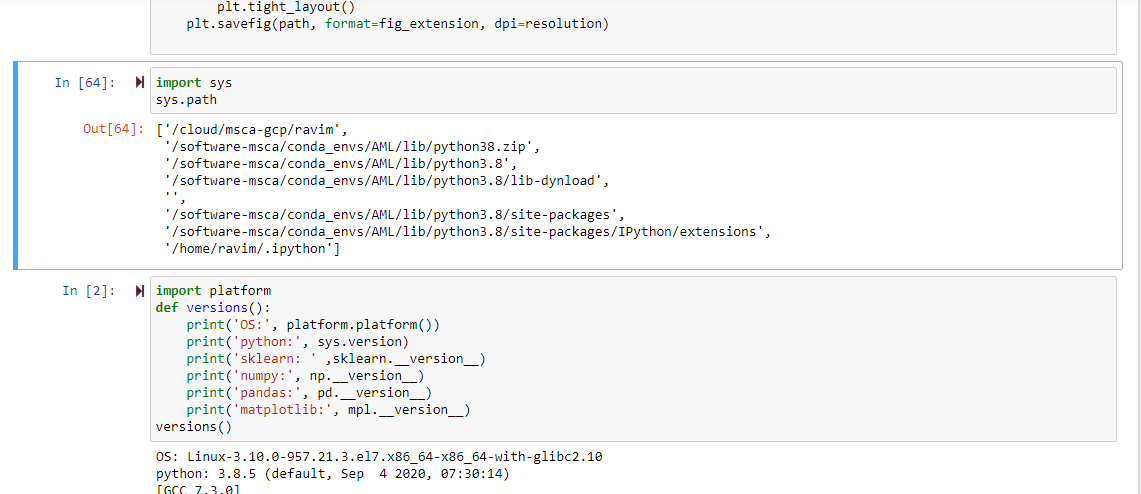 plt.tight_layout()
plt.savefig(path, format=fig_extension, dpi=resolution)
In [64]:
import sys
sys.path
Out[64]:
['/cloud/msca-gcp/ravim',
'/software-msca/conda_envs/AML/lib/python38.zip',
'/software-msca/conda_envs/AML/lib/python3.8',
'/software-msca/conda_envs/AML/lib/python3.8/lib-dynload',
'',
'/software-msca/conda_envs/AML/lib/python3.8/site-packages',
'/software-msca/conda_envs/AML/lib/python3.8/site-packages/IPython/extensions',
'/home/ravim/.ipython']
In [2]:
import platform
def versions():
print('OS:', platform.platform())
print('python:', sys.version)
print('sklearn: ' ,sklearn.__version__)
print('numpy:', np.__version__)
print('pandas:', pd.__version__)
print('matplotlib:', mpl.__version__)
versions()
OS: Linux-3.10.0-957.21.3.el7.x86_64-x86_64-with-glibc2.10
python: 3.8.5 (default, Sep  4 2020, 07:30:14)
[GCC 7.3.0]